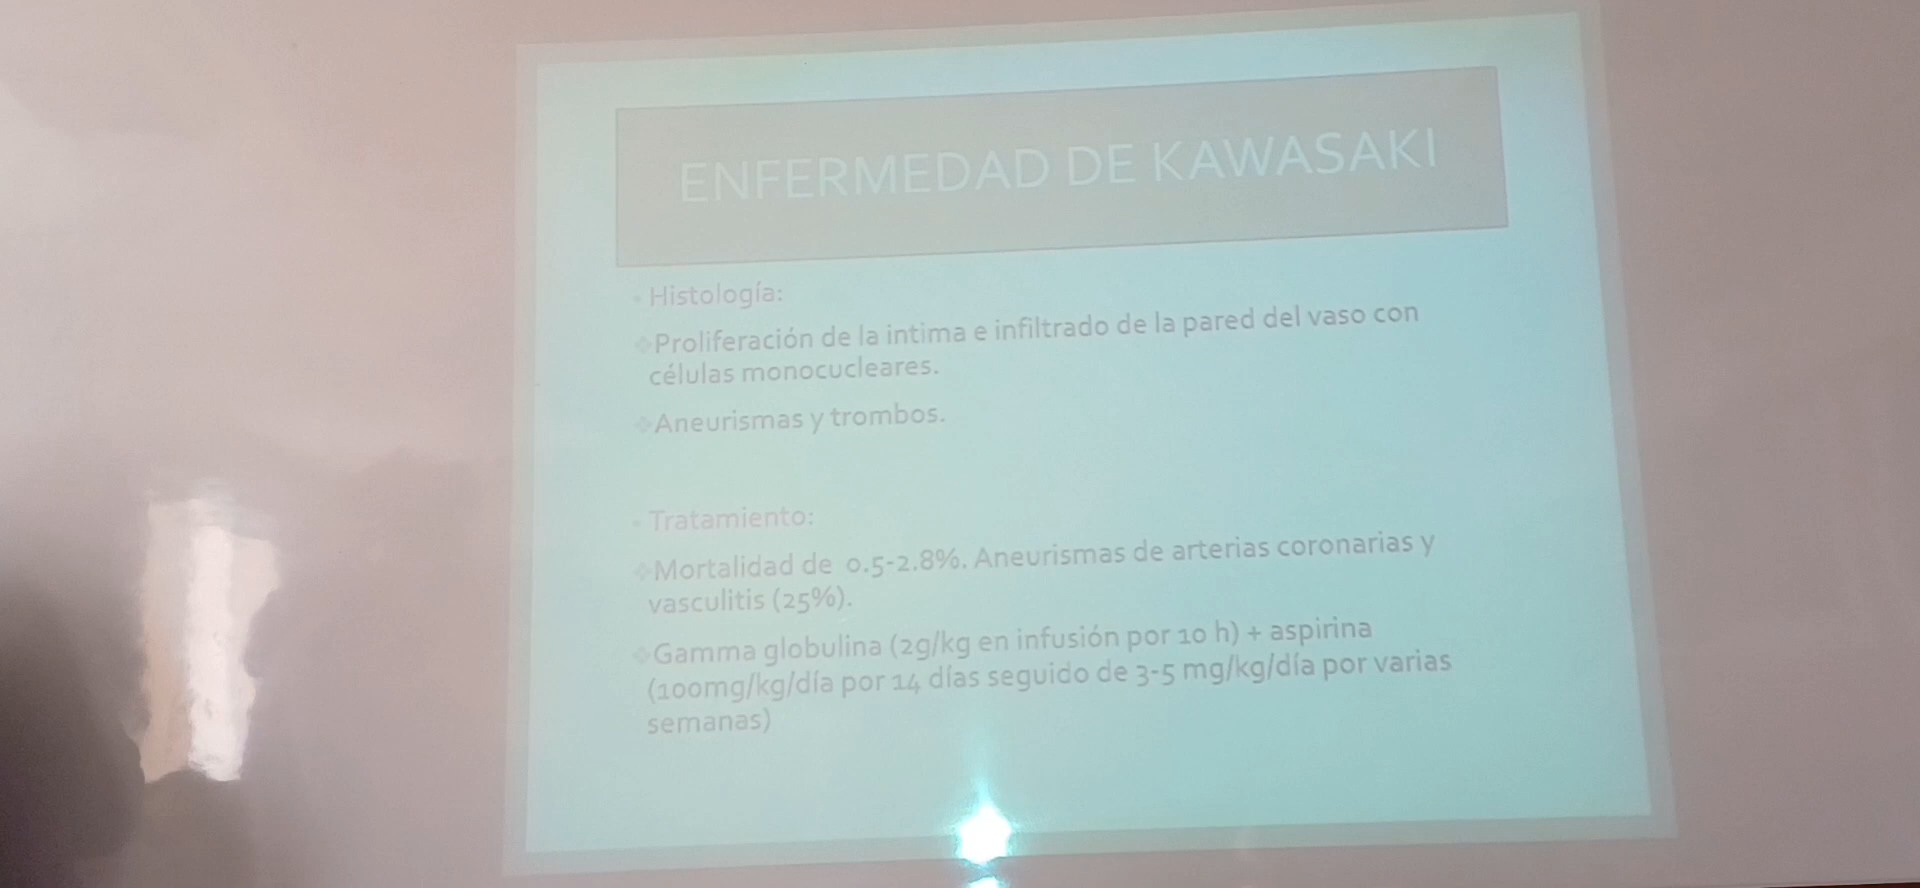 ENFERMEDAD DE KAWASAKI
Histología:
Proliferación de la intima e infiltrado de la pared del vaso con
células monocucleares.
Aneurismas y trombos.
Tratamiento:
Mortalidad de 0.5-2.8%. Aneurismas de arterias coronarias y
vasculitis (25%).
Gamma globulina (2g/kg en infusión por 10 h) + aspirina
(100mg/kg/día por 14 días seguido de 3-5 mg/kg/día por varias
semanas)